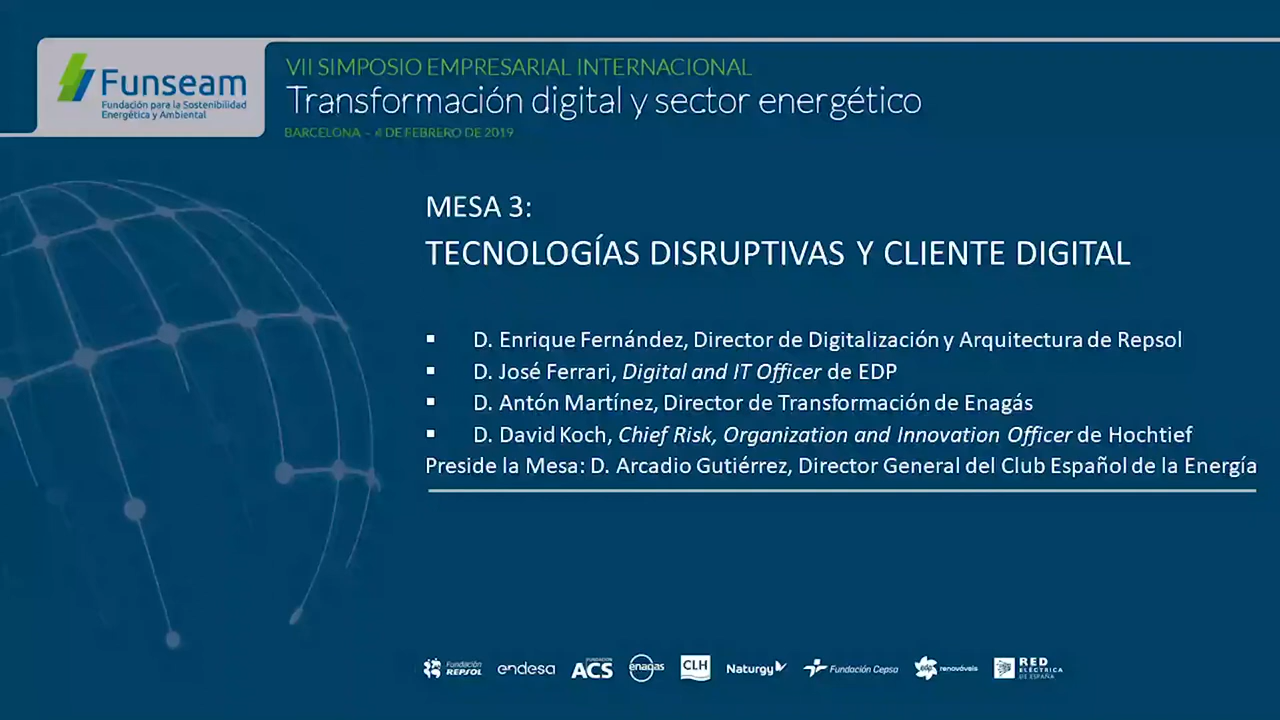 Funseam
Fundación para la Sostenibilidad
Energética y Ambiental
VII SIMPOSIO EMPRESARIAL INTERNACIONAL
Transformación digital y sector energético
BARCELONA – 4 DE FEBRERO DE 2019
MESA 3:
TECNOLOGÍAS DISRUPTIVAS Y CLIENTE DIGITAL
▪ D. Enrique Fernández, Director de Digitalización y Arquitectura de Repsol
▪ D. José Ferrari, Digital and IT Officer de EDP
▪ D. Antón Martínez, Director de Transformación de Enagás
▪ D. David Koch, Chief Risk, Organization and Innovation Officer de Hochtief
Preside la Mesa: D. Arcadio Gutiérrez, Director General del Club Español de la Energía
Fundación
REPSOL
endesa
FUNDACIÓN
ACS
enagas
CLH
Naturgy
Fundación Cepsa
edp renováveis
RED
ELÉCTRICA
DE ESPAÑA